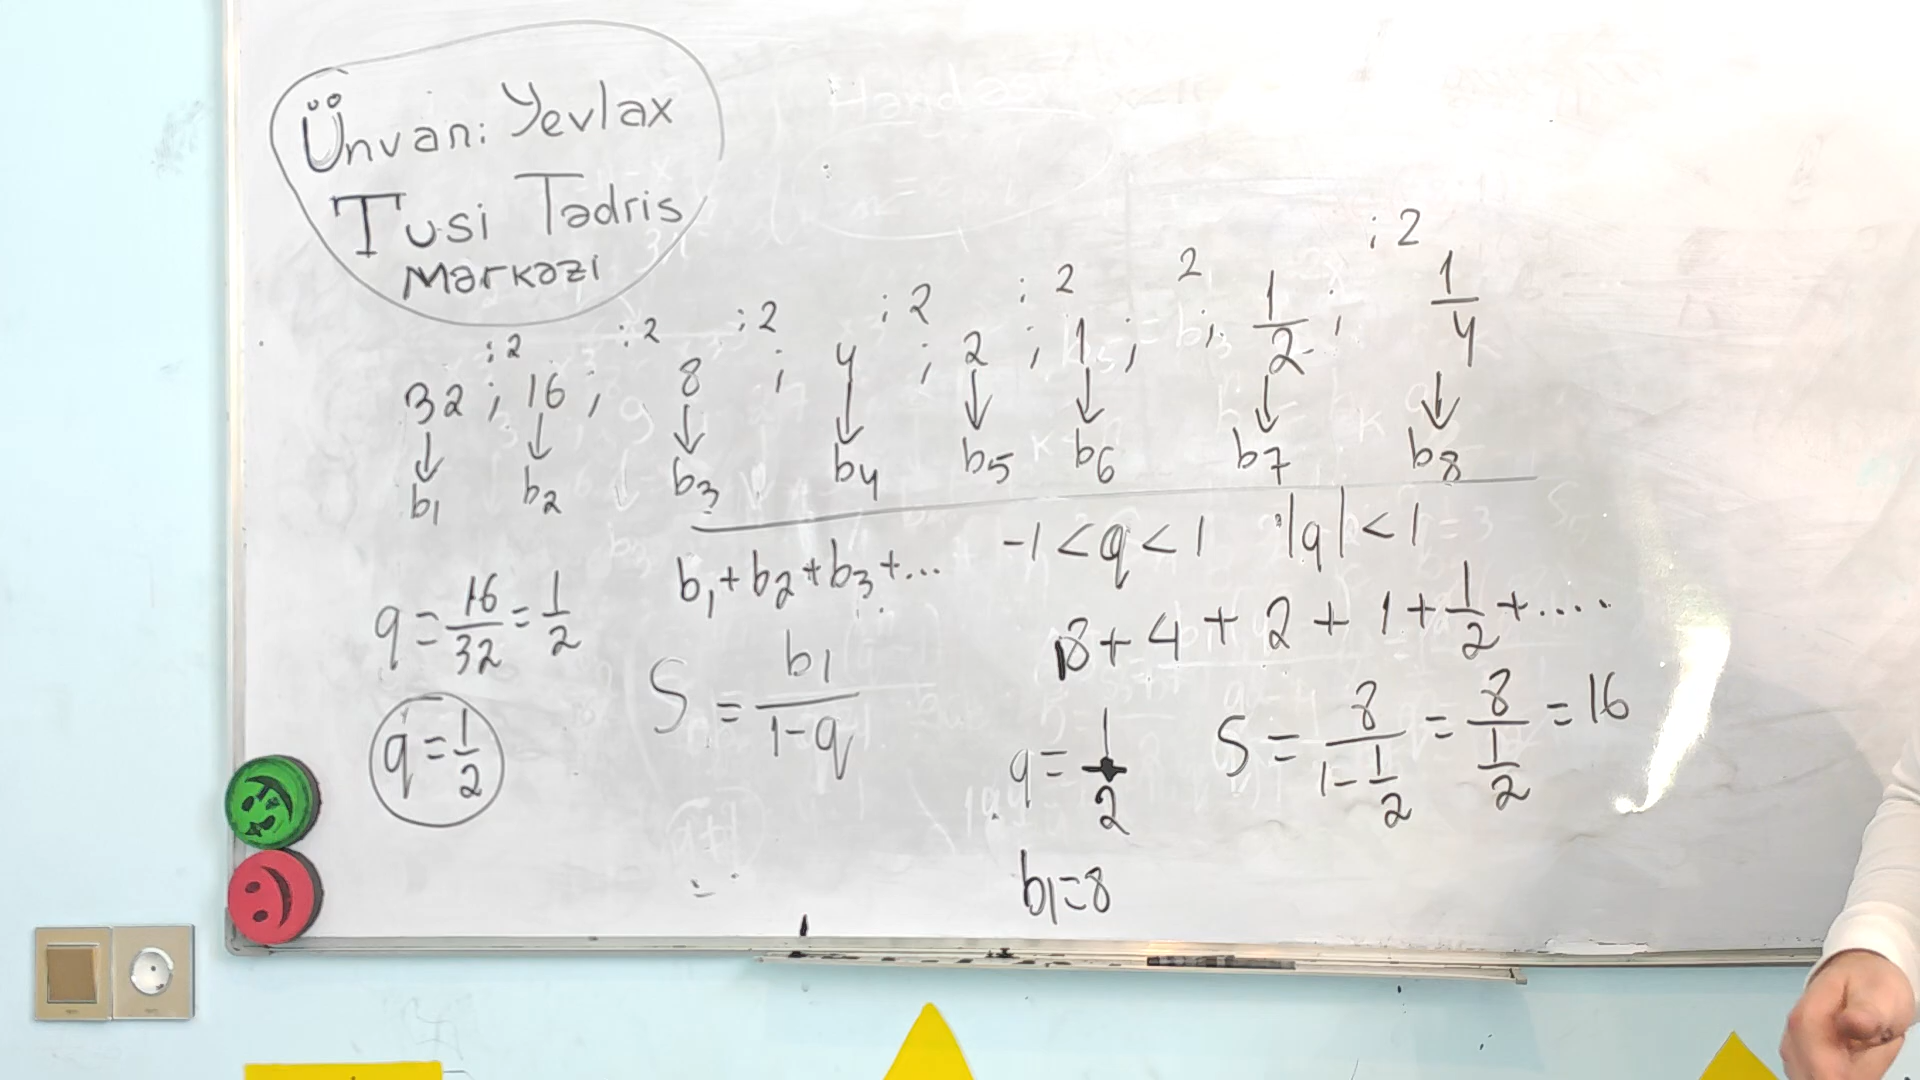 Ünvan: Yevlax
Tusi Tədris
Mərkəzi
:2 :2 :2 :2 :2 2 :2
32 ; 16 ; 8 ; 4 ; 2 ; 1 ; 1/2 ; 1/4
↓ ↓ ↓ ↓ ↓ ↓ ↓ ↓
b₁ b₂ b₃ b₄ b₅ b₆ b₇ b₈
q = 16/32 = 1/2
q = 1/2
b₁ + b₂ + b₃ + ...
S = b₁/(1-q)
-1 < q < 1 |q| < 1
8 + 4 + 2 + 1 + 1/2 + ....
q = 1/2
b₁ = 8
S = 8/(1-1/2) = 8/(1/2) = 16